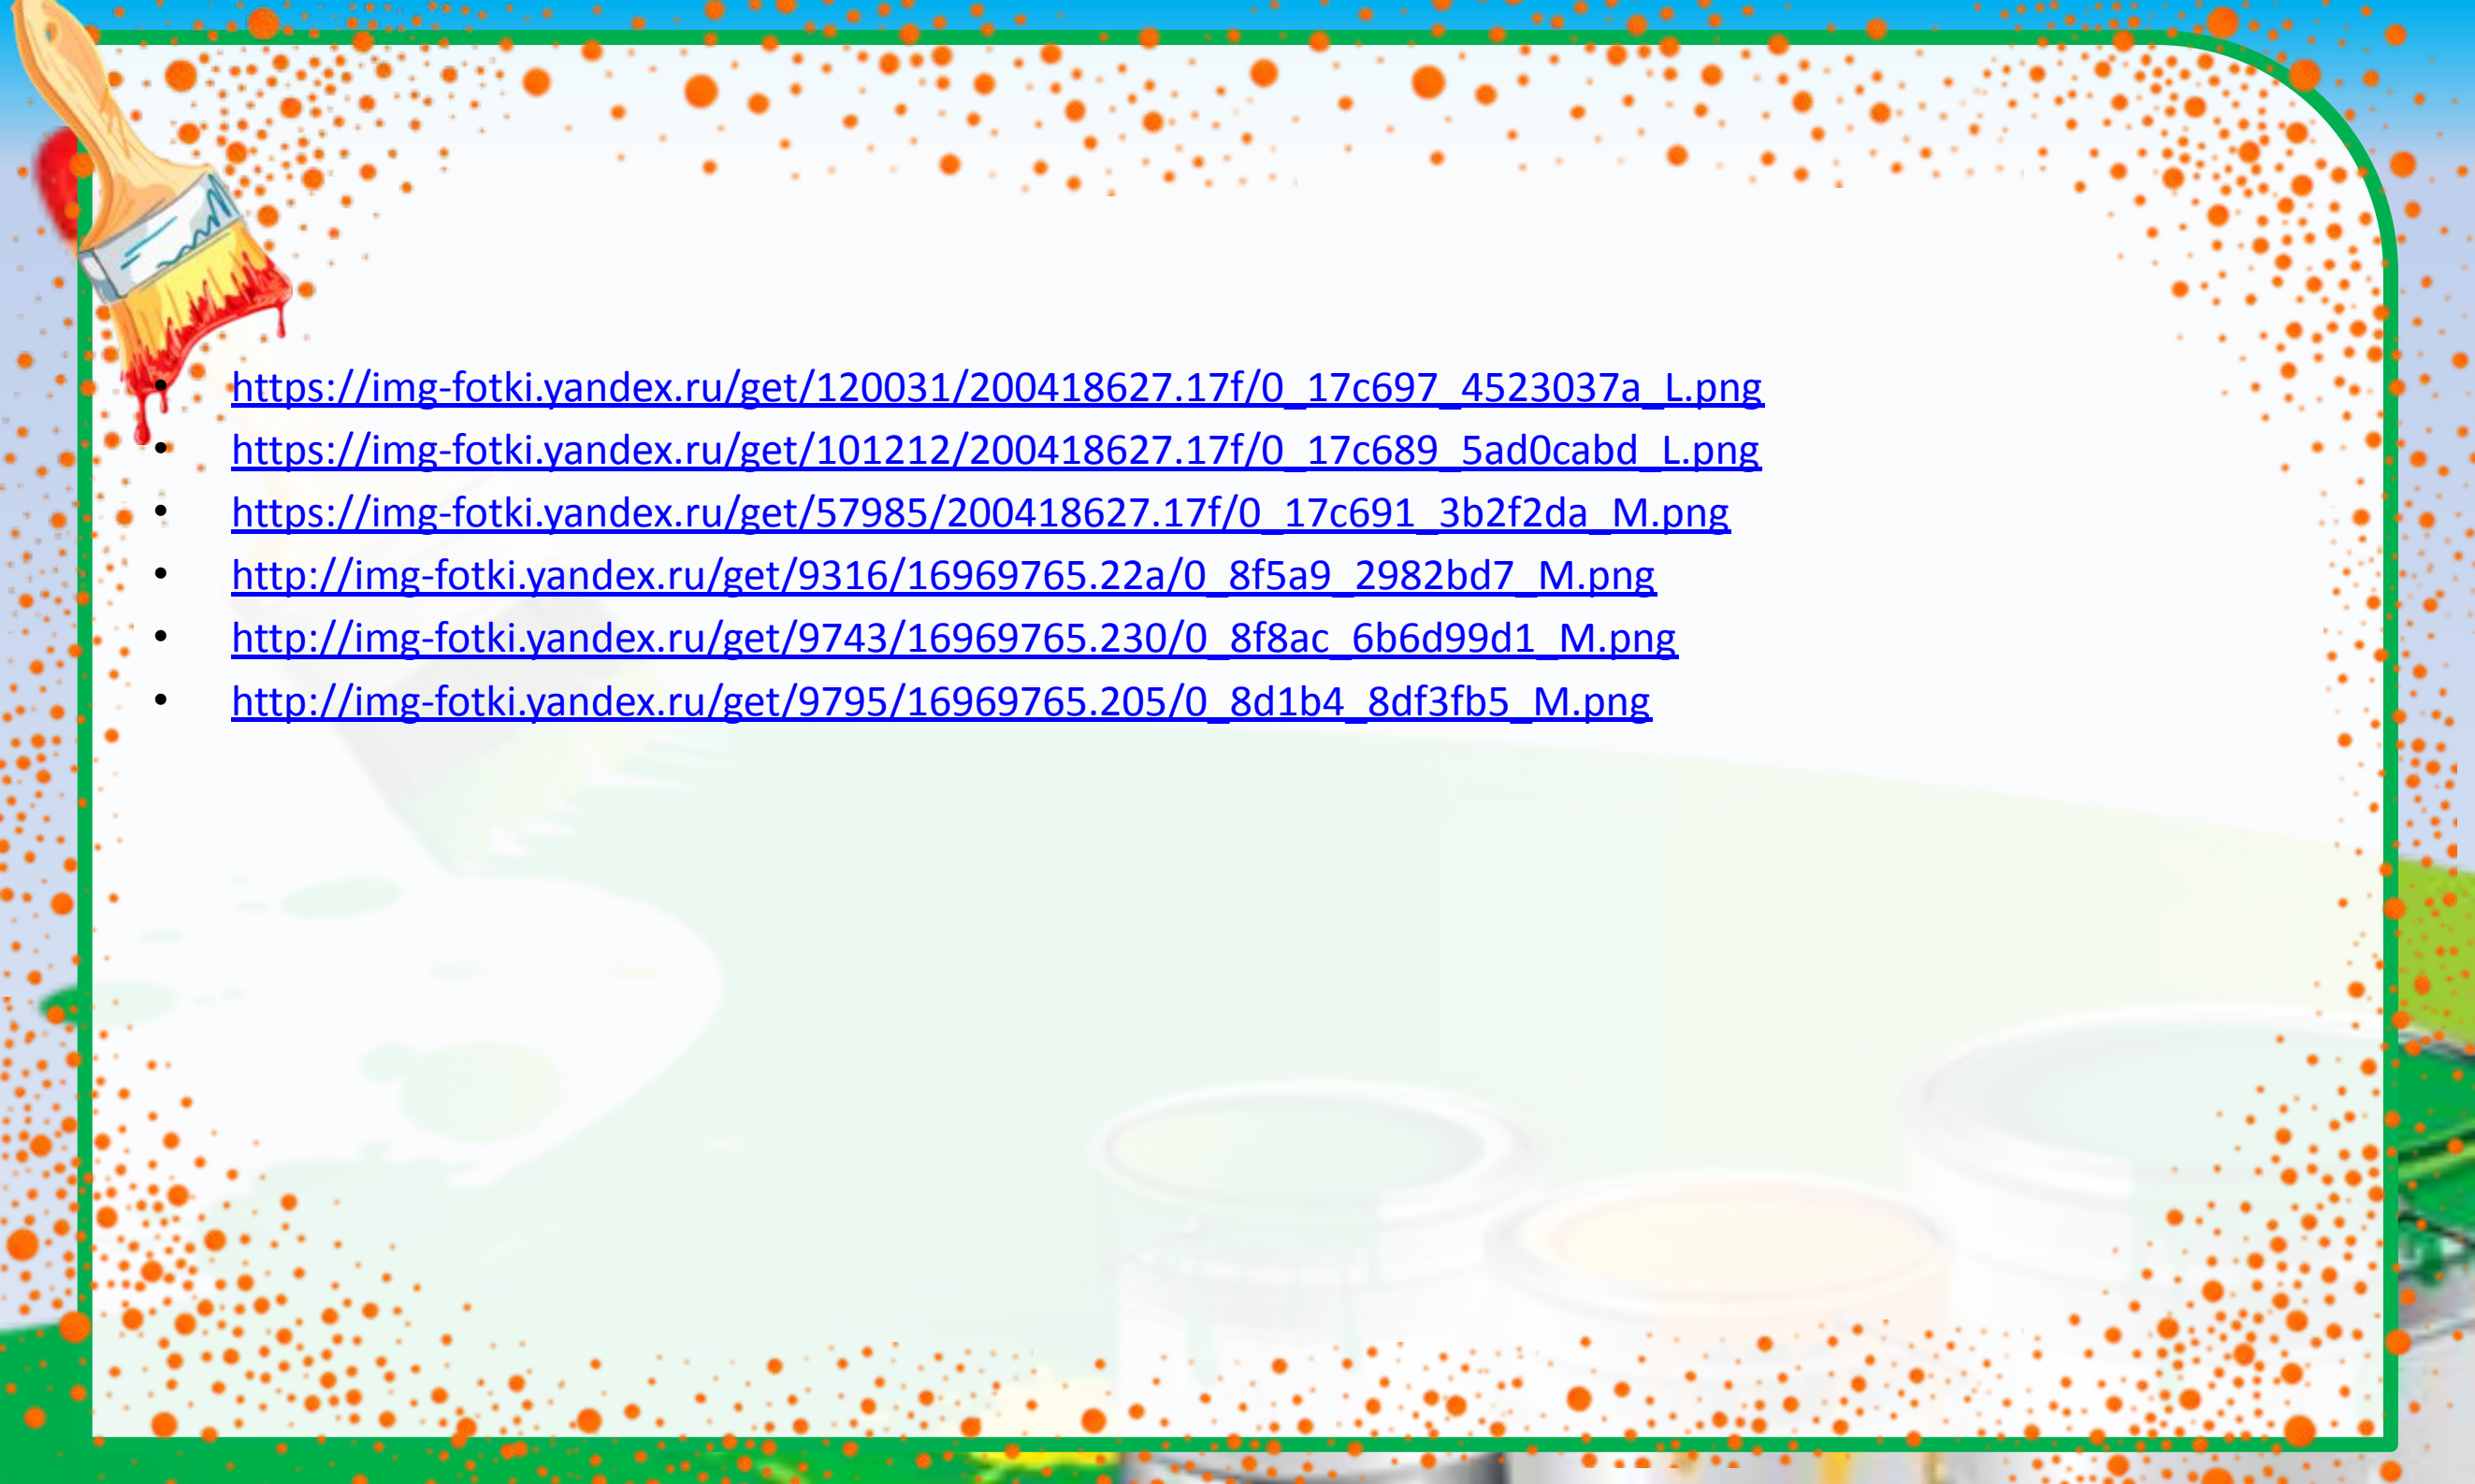 • https://img-fotki.yandex.ru/get/120031/200418627.17f/0_17c697_4523037a_L.png
• https://img-fotki.yandex.ru/get/101212/200418627.17f/0_17c689_5ad0cabd_L.png
• https://img-fotki.yandex.ru/get/57985/200418627.17f/0_17c691_3b2f2da_M.png
• http://img-fotki.yandex.ru/get/9316/16969765.22a/0_8f5a9_2982bd7_M.png
• http://img-fotki.yandex.ru/get/9743/16969765.230/0_8f8ac_6b6d99d1_M.png
• http://img-fotki.yandex.ru/get/9795/16969765.205/0_8d1b4_8df3fb5_M.png